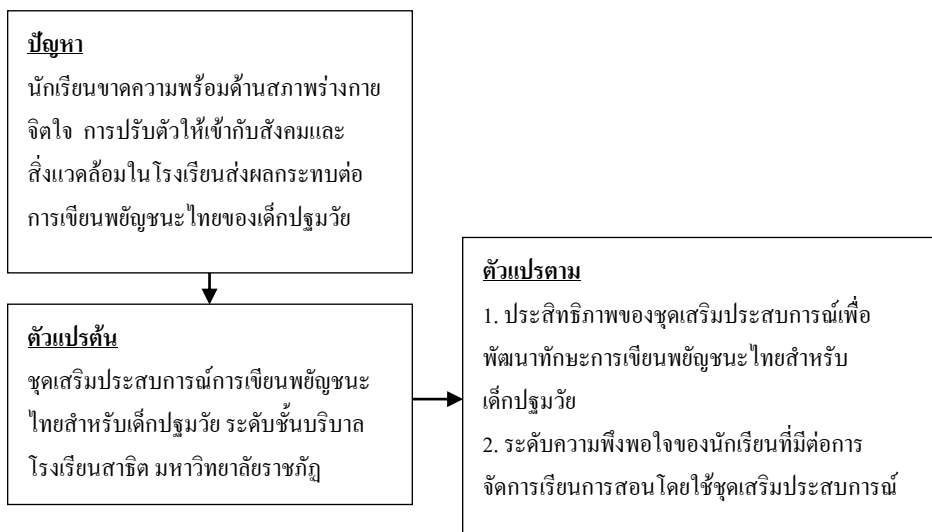 ปัญหา
นักเรียนขาดความพร้อมด้านสภาพร่างกาย
จิตใจ การปรับตัวให้เข้ากับสังคมและ
สิ่งแวดล้อมในโรงเรียนส่งผลกระทบต่อ
การเขียนพยัญชนะไทยของเด็กปฐมวัย
ตัวแปรต้น
ชุดเสริมประสบการณ์การเขียนพยัญชนะ
ไทยสำหรับเด็กปฐมวัย ระดับชั้นบริบาล
โรงเรียนสาธิต มหาวิทยาลัยราชภัฏ
ตัวแปรตาม
1. ประสิทธิภาพของชุดเสริมประสบการณ์เพื่อ
พัฒนาทักษะการเขียนพยัญชนะไทยสำหรับ
เด็กปฐมวัย
2. ระดับความพึงพอใจของนักเรียนที่มีต่อการ
จัดการเรียนการสอนโดยใช้ชุดเสริมประสบการณ์